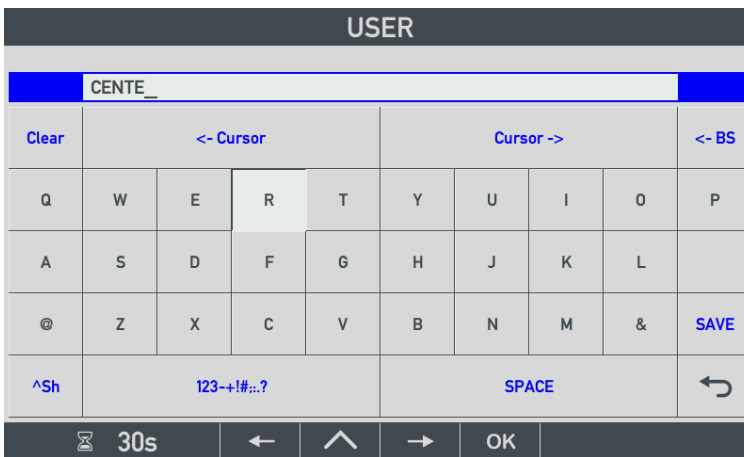 USER
CENTE_
Clear <- Cursor Cursor -> <- BS
Q W E R T Y U I O P
A S D F G H J K L
@ Z X C V B N M & SAVE
^Sh 123-+!#;:.? SPACE
30s OK